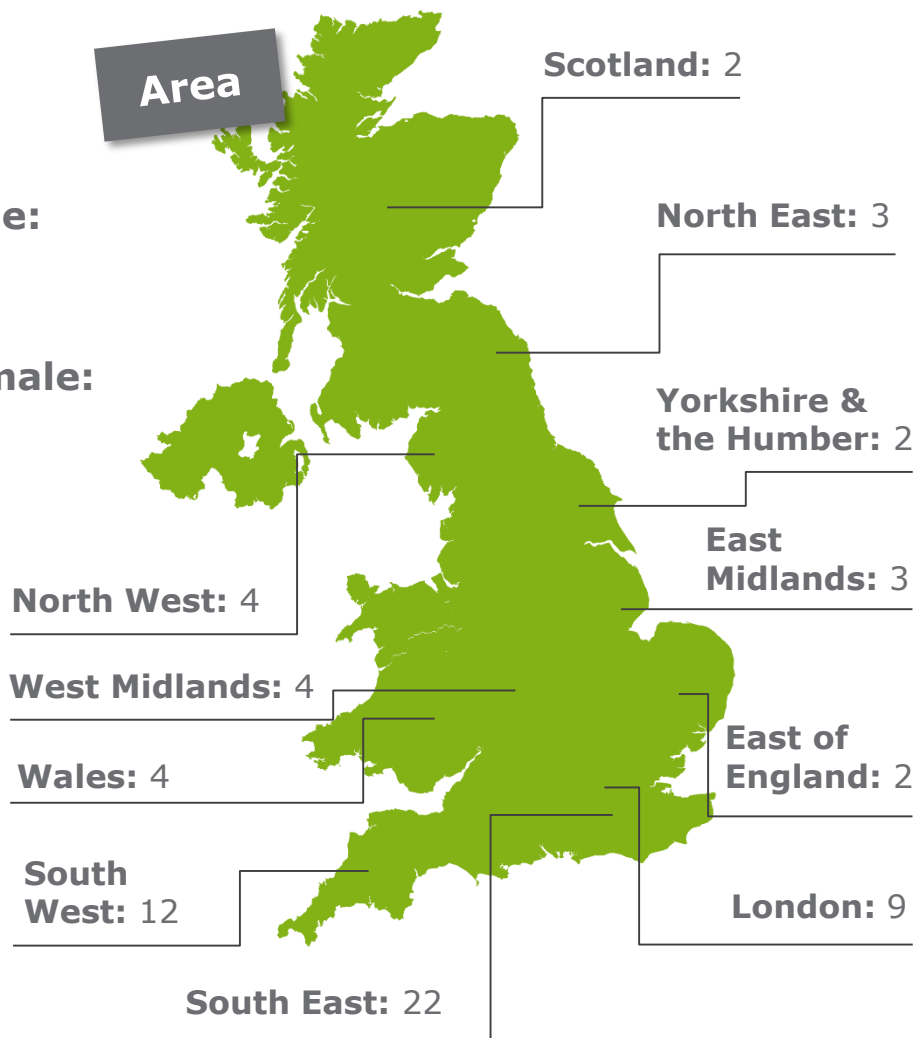 Area
Scotland: 2
e:
North East: 3
male:
Yorkshire &
the Humber: 2
East
Midlands: 3
North West: 4
West Midlands: 4
East of
England: 2
Wales: 4
South
West: 12
London: 9
South East: 22